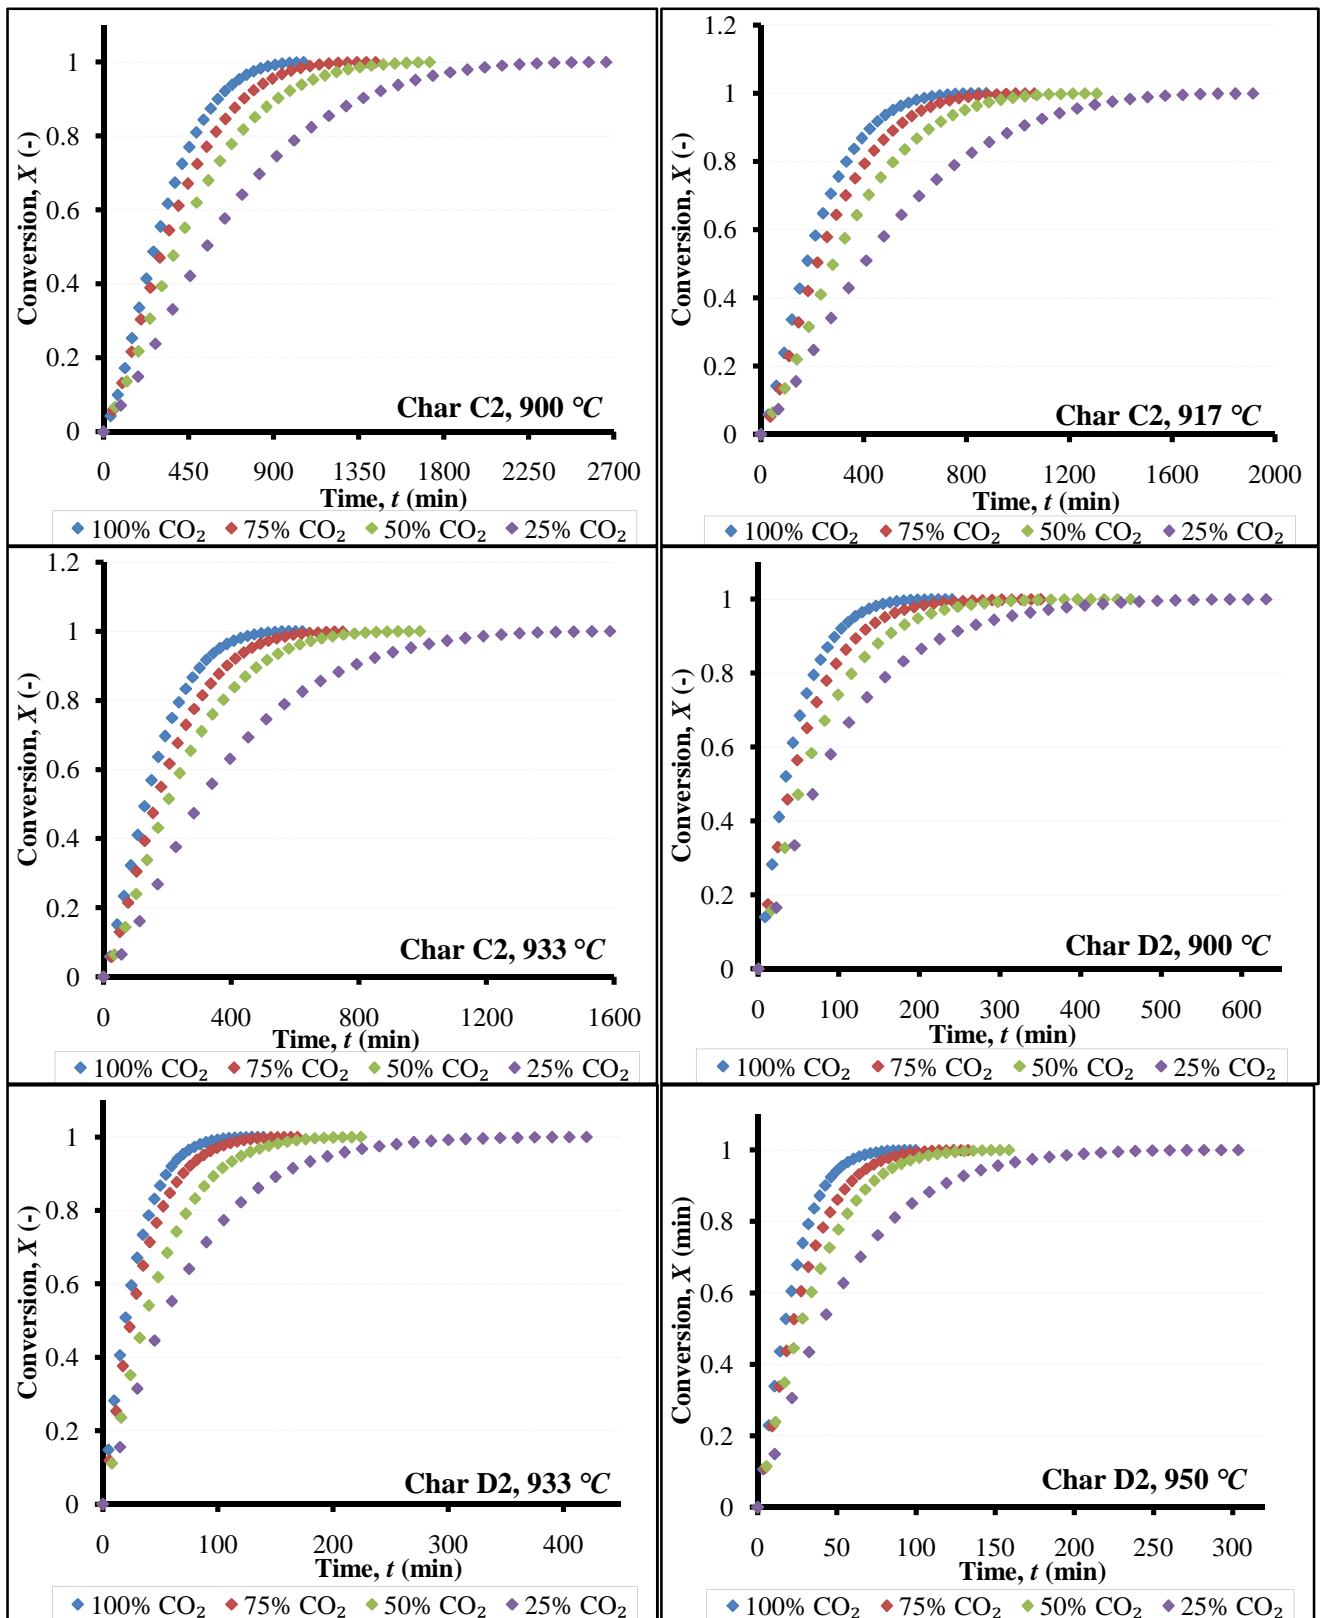 1
0.8
0.6
0.4
0.2
0
Conversion, X (-)
Char C2, 900 °C
0 450 900 1350 1800 2250 2700
Time, t (min)
100% CO₂ 75% CO₂ 50% CO₂ 25% CO₂
1.2
1
0.8
0.6
0.4
0.2
0
Conversion, X (-)
Char C2, 917 °C
0 400 800 1200 1600 2000
Time, t (min)
100% CO₂ 75% CO₂ 50% CO₂ 25% CO₂
1.2
1
0.8
0.6
0.4
0.2
0
Conversion, X (-)
Char C2, 933 °C
0 400 800 1200 1600
Time, t (min)
100% CO₂ 75% CO₂ 50% CO₂ 25% CO₂
1
0.8
0.6
0.4
0.2
0
Conversion, X (-)
Char D2, 900 °C
0 100 200 300 400 500 600
Time, t (min)
100% CO₂ 75% CO₂ 50% CO₂ 25% CO₂
1
0.8
0.6
0.4
0.2
0
Conversion, X (-)
Char D2, 933 °C
0 100 200 300 400
Time, t (min)
100% CO₂ 75% CO₂ 50% CO₂ 25% CO₂
1
0.8
0.6
0.4
0.2
0
Conversion, X (min)
Char D2, 950 °C
0 50 100 150 200 250 300
Time, t (min)
100% CO₂ 75% CO₂ 50% CO₂ 25% CO₂